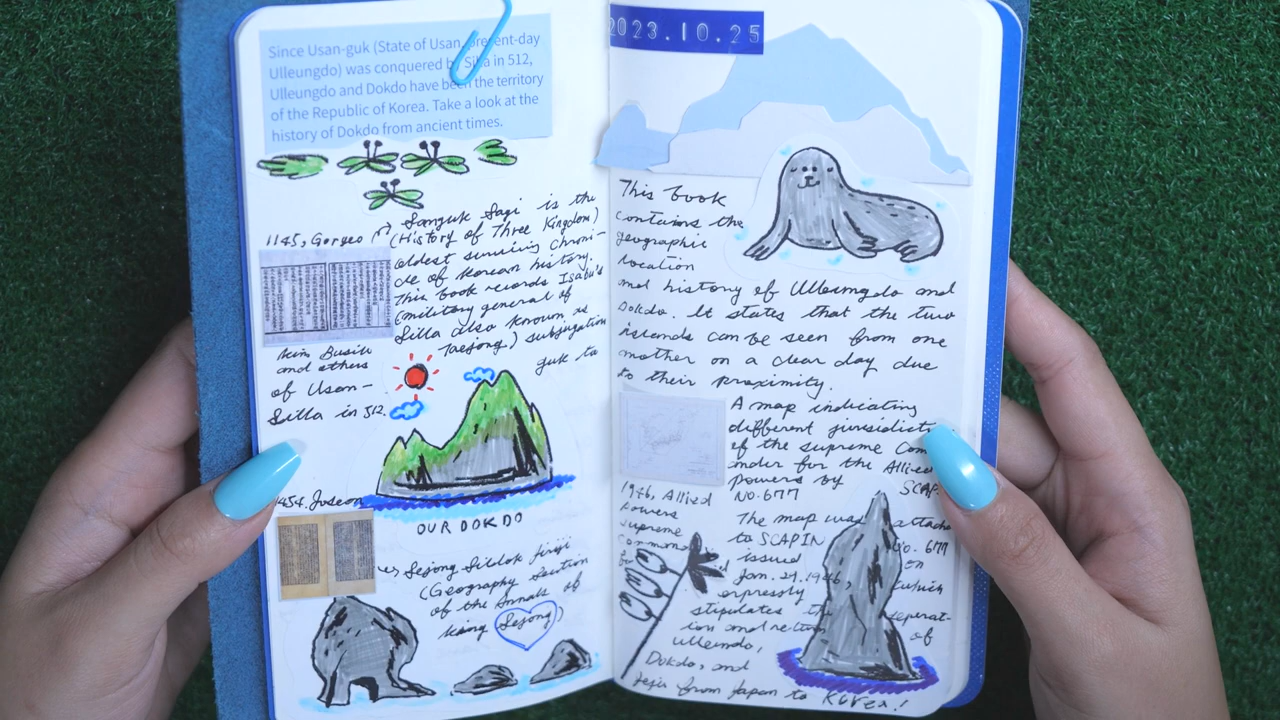 Since Usan-guk (State of Usan, present-day
Ulleungdo) was conquered by Silla in 512,
Ulleungdo and Dokdo have been the territory
of the Republic of Korea. Take a look at the
history of Dokdo from ancient times.
1145, Goryeo
Samguk Sagi is the
(History of Three Kingdom)
oldest surviving chroni-
cle of Korean history.
This book records Isabu's
(military general of
Silla also known as
Taejong) subjugation
Kim Busik
and others
of Usan-
guk to
Silla in 512.
OUR DOKDO
1454, Joseon
Sejong Sillok Jiriji
(Geography Section
of the Annals of
King Sejong)
2023.10.25
This book
contains the
geographic
location
and history of Ulleungdo and
Dokdo. It states that the two
islands can be seen from one
another on a clear day due
to their proximity.
A map indicating
different jurisdict
of the supreme Com
mander for the Allied
powers by SCAP
NO.677
1946, Allied
Powers
Supreme
Comman
The map was attache
to SCAPIN No. 677
issued on
Jan. 29. 1946, which
expressly
stipulates the seperat-
ion and return of
Ulleungdo,
Dokdo, and
Jeju from Japan to KOREA!